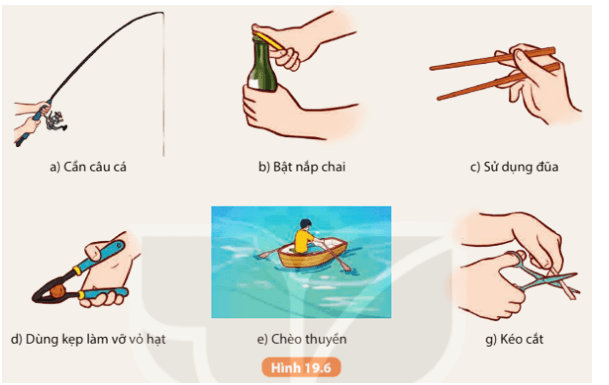 a) Cần câu cá
b) Bật nắp chai
c) Sử dụng đũa
d) Dùng kẹp làm vỡ vỏ hạt
e) Chèo thuyền
g) Kéo cắt
Hình 19.6